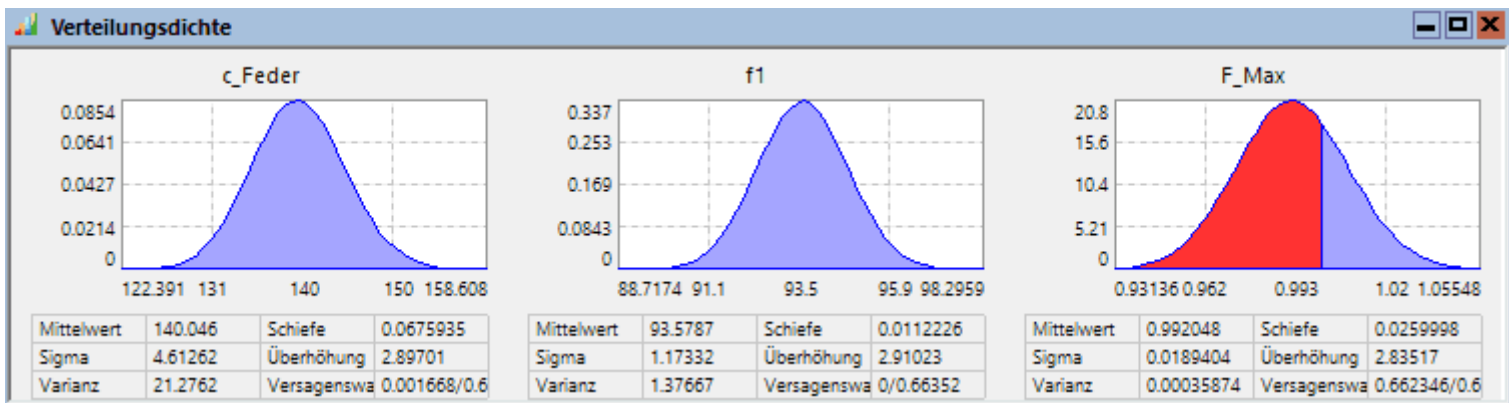 Verteilungsdichte
c_Feder
0.0854
0.0641
0.0427
0.0214
0
122.391 131 140 150 158.608
Mittelwert 140.046 Schiefe 0.0675935
Sigma 4.61262 Überhöhung 2.89701
Varianz 21.2762 Versagenswa 0.001668/0.6
f1
0.337
0.253
0.169
0.0843
0
88.7174 91.1 93.5 95.9 98.2959
Mittelwert 93.5787 Schiefe 0.0112226
Sigma 1.17332 Überhöhung 2.91023
Varianz 1.37667 Versagenswa 0/0.66352
F_Max
20.8
15.6
10.4
5.21
0
0.93136 0.962 0.993 1.02 1.05548
Mittelwert 0.992048 Schiefe 0.0259998
Sigma 0.0189404 Überhöhung 2.83517
Varianz 0.00035874 Versagenswa 0.662346/0.6